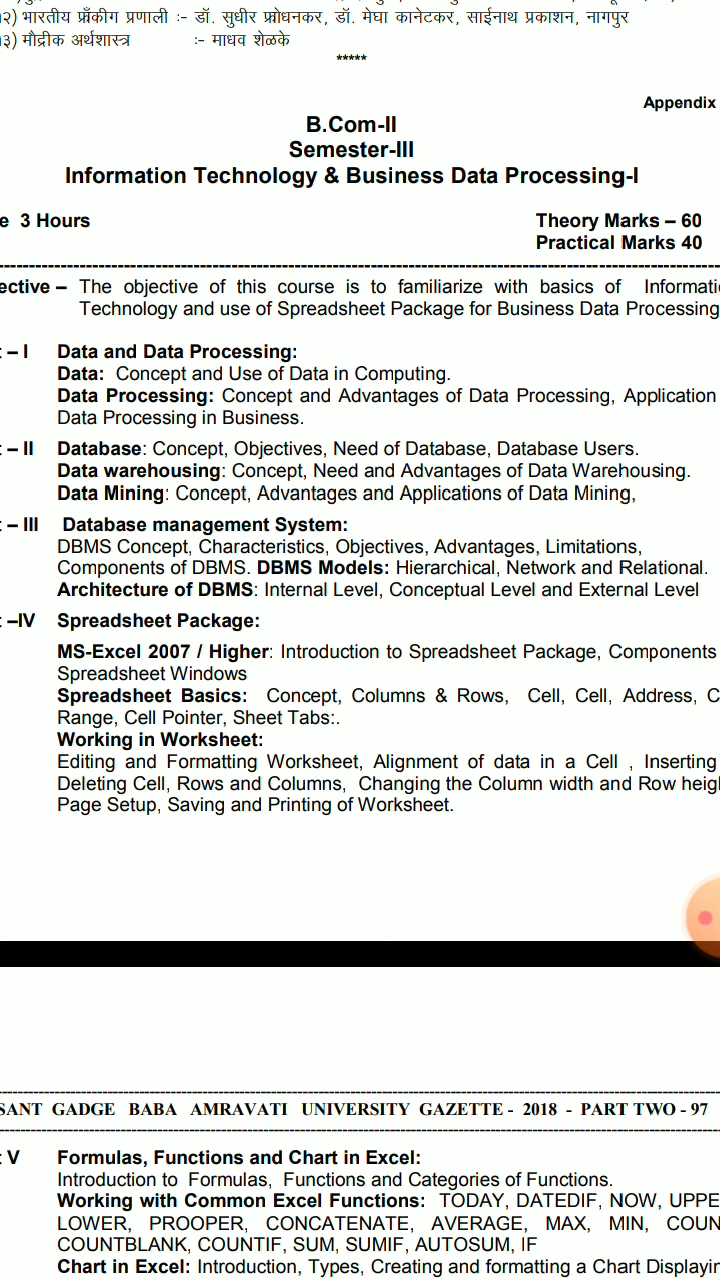 २) भारतीय प्रॅंकीग प्रणाली :- डॉ. सुधीर प्रोधनकर, डॉ. मेघा कानेटकर, साईनाथ प्रकाशन, नागपुर
३) मोद्रीक अर्थशास्त्र :- माधव शेळके
*****
Appendix
B.Com-II
Semester-III
Information Technology & Business Data Processing-I
e 3 Hours Theory Marks – 60
Practical Marks 40
ective – The objective of this course is to familiarize with basics of Informati
Technology and use of Spreadsheet Package for Business Data Processing
– I Data and Data Processing:
Data: Concept and Use of Data in Computing.
Data Processing: Concept and Advantages of Data Processing, Application
Data Processing in Business.
– II Database: Concept, Objectives, Need of Database, Database Users.
Data warehousing: Concept, Need and Advantages of Data Warehousing.
Data Mining: Concept, Advantages and Applications of Data Mining,
– III Database management System:
DBMS Concept, Characteristics, Objectives, Advantages, Limitations,
Components of DBMS. DBMS Models: Hierarchical, Network and Relational.
Architecture of DBMS: Internal Level, Conceptual Level and External Level
–IV Spreadsheet Package:
MS-Excel 2007 / Higher: Introduction to Spreadsheet Package, Components
Spreadsheet Windows
Spreadsheet Basics: Concept, Columns & Rows, Cell, Cell, Address, C
Range, Cell Pointer, Sheet Tabs:.
Working in Worksheet:
Editing and Formatting Worksheet, Alignment of data in a Cell , Inserting
Deleting Cell, Rows and Columns, Changing the Column width and Row heig
Page Setup, Saving and Printing of Worksheet.
SANT GADGE BABA AMRAVATI UNIVERSITY GAZETTE - 2018 - PART TWO - 97
V Formulas, Functions and Chart in Excel:
Introduction to Formulas, Functions and Categories of Functions.
Working with Common Excel Functions: TODAY, DATEDIF, NOW, UPPE
LOWER, PROOPER, CONCATENATE, AVERAGE, MAX, MIN, COUN
COUNTBLANK, COUNTIF, SUM, SUMIF, AUTOSUM, IF
Chart in Excel: Introduction, Types, Creating and formatting a Chart Displayin